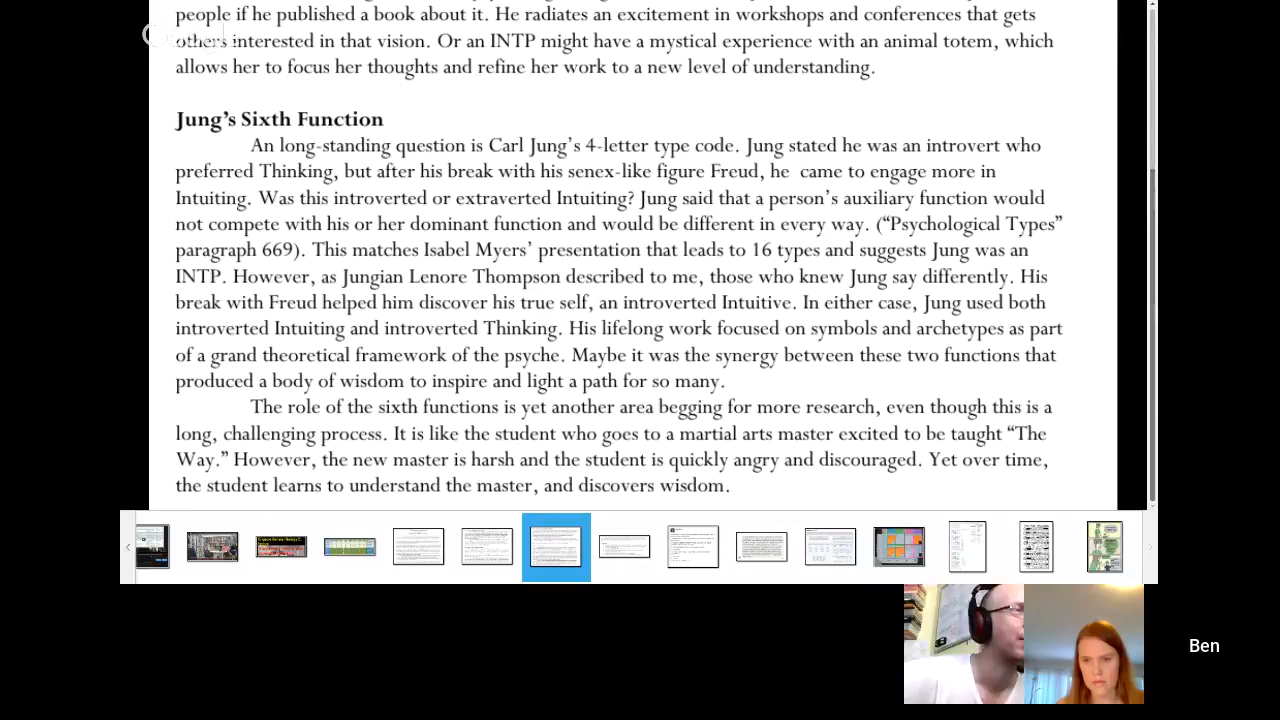 people if he published a book about it. He radiates an excitement in workshops and conferences that gets
others interested in that vision. Or an INTP might have a mystical experience with an animal totem, which
allows her to focus her thoughts and refine her work to a new level of understanding.
Jung's Sixth Function
An long-standing question is Carl Jung's 4-letter type code. Jung stated he was an introvert who
preferred Thinking, but after his break with his senex-like figure Freud, he came to engage more in
Intuiting. Was this introverted or extraverted Intuiting? Jung said that a person's auxiliary function would
not compete with his or her dominant function and would be different in every way. ("Psychological Types"
paragraph 669). This matches Isabel Myers' presentation that leads to 16 types and suggests Jung was an
INTP. However, as Jungian Lenore Thompson described to me, those who knew Jung say differently. His
break with Freud helped him discover his true self, an introverted Intuitive. In either case, Jung used both
introverted Intuiting and introverted Thinking. His lifelong work focused on symbols and archetypes as part
of a grand theoretical framework of the psyche. Maybe it was the synergy between these two functions that
produced a body of wisdom to inspire and light a path for so many.
The role of the sixth functions is yet another area begging for more research, even though this is a
long, challenging process. It is like the student who goes to a martial arts master excited to be taught "The
Way." However, the new master is harsh and the student is quickly angry and discouraged. Yet over time,
the student learns to understand the master, and discovers wisdom.
Ben